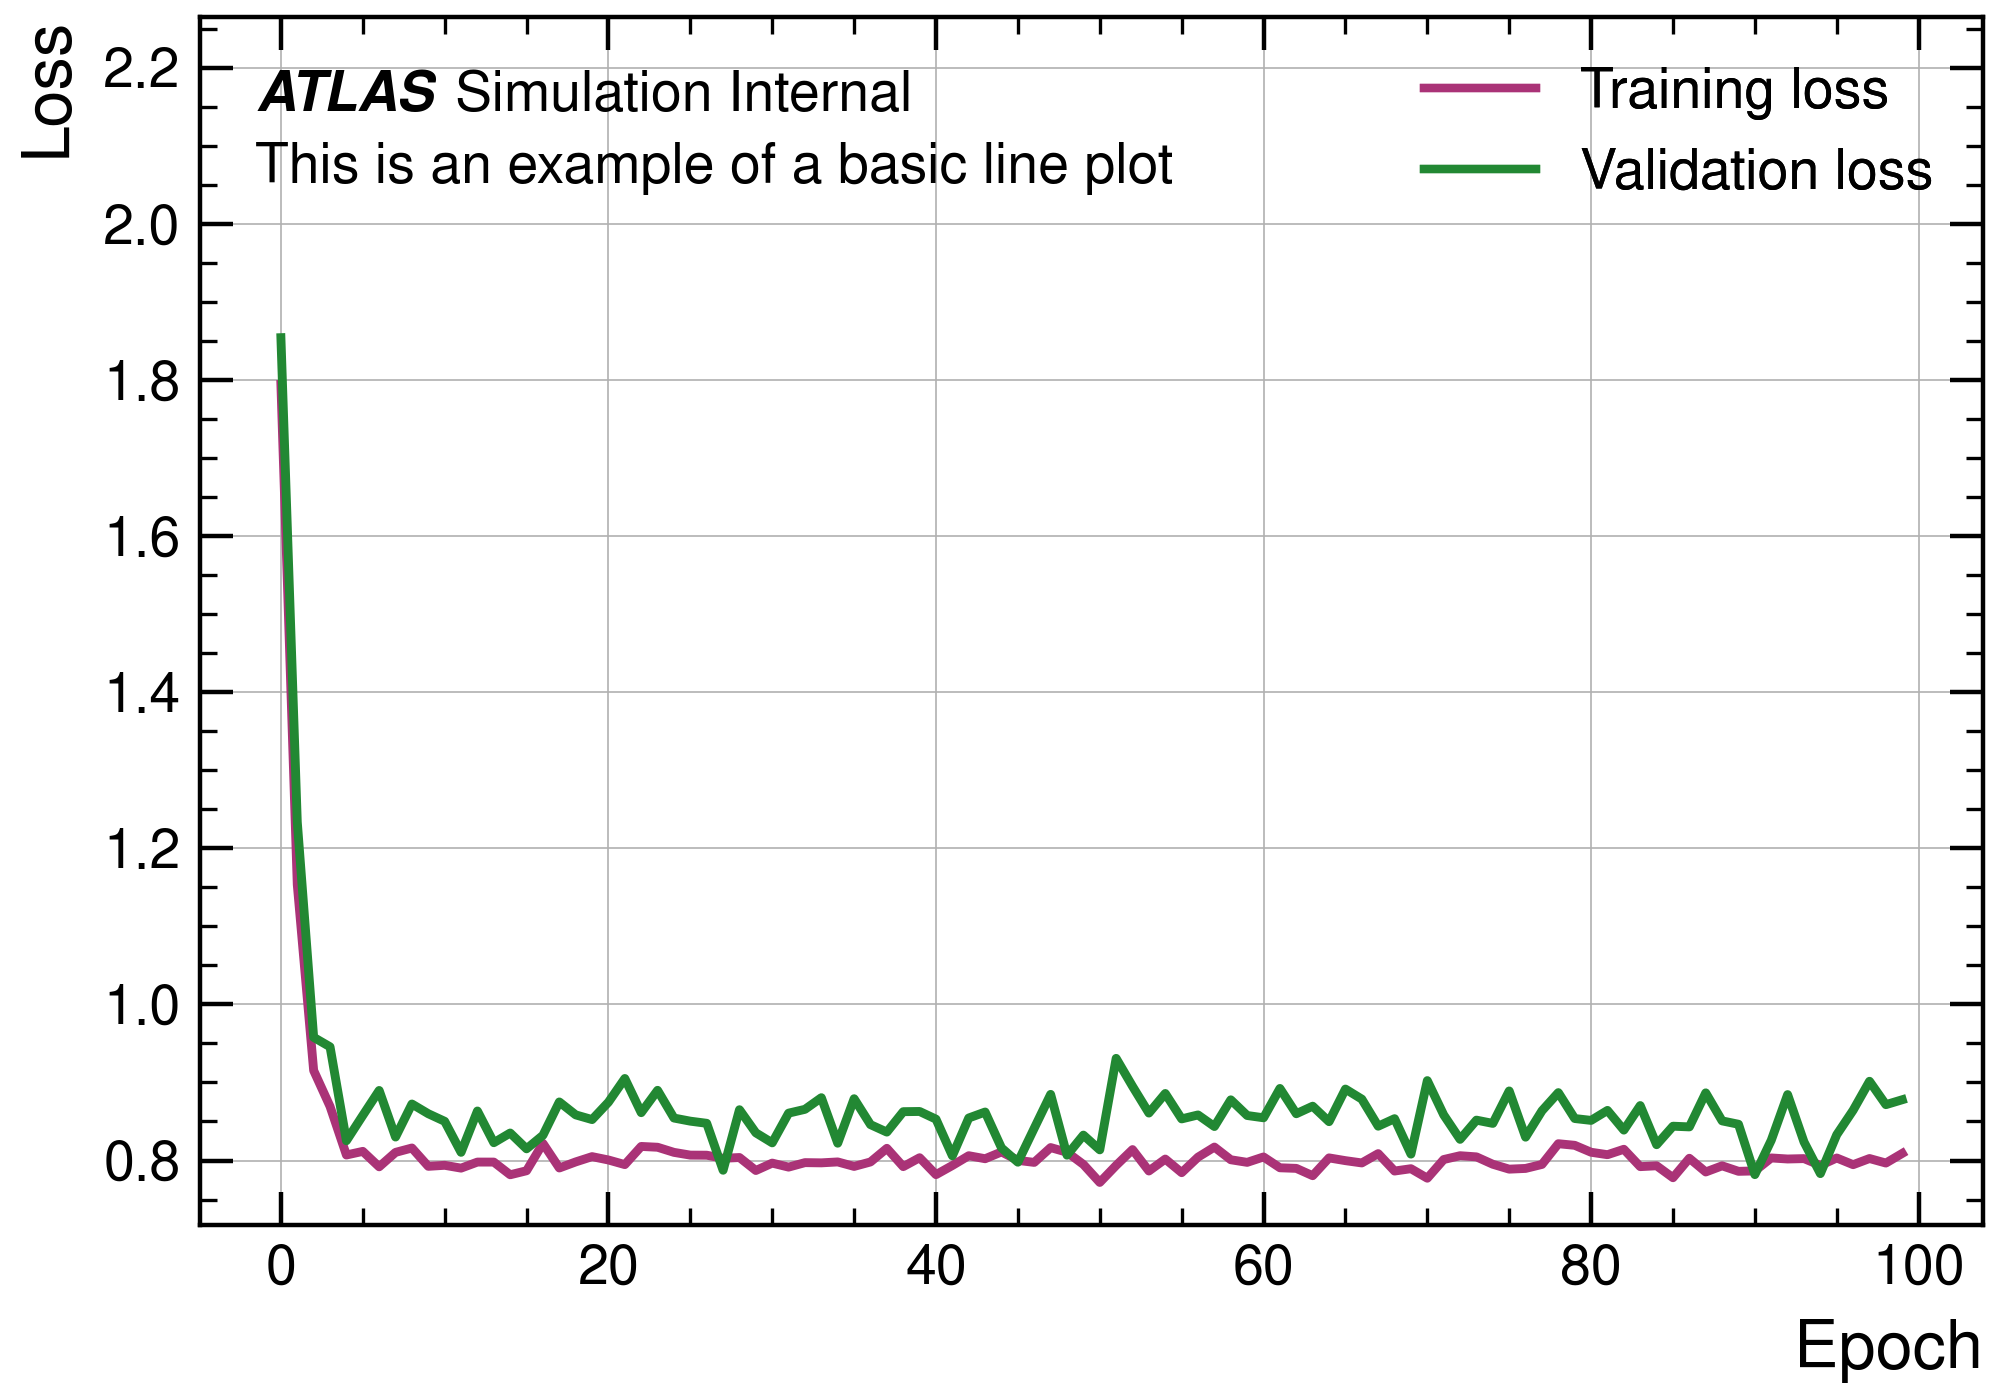 Loss
2.2
2.0
1.8
1.6
1.4
1.2
1.0
0.8
ATLAS Simulation Internal
This is an example of a basic line plot
Training loss
Validation loss
0 20 40 60 80 100
Epoch